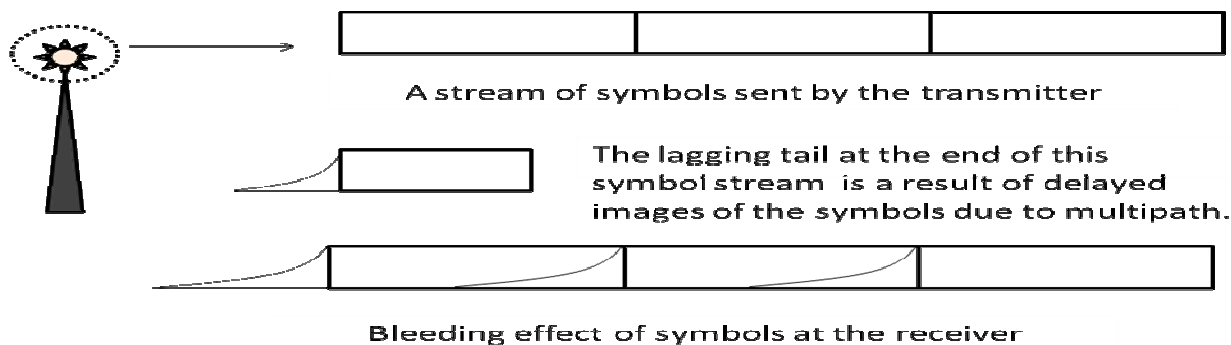 A stream of symbols sent by the transmitter
The lagging tail at the end of this
symbol stream is a result of delayed
images of the symbols due to multipath.
Bleeding effect of symbols at the receiver